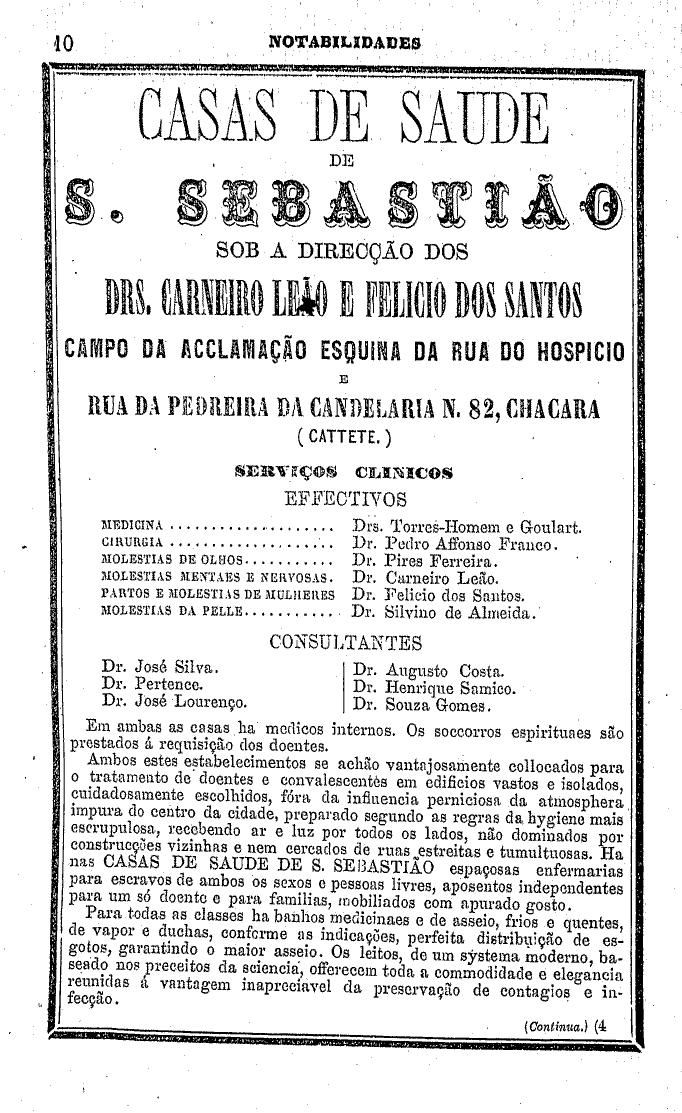 10 NOTABILIDADES
CASAS DE SAUDE
DE
S. SEBASTIÃO
SOB A DIRECÇÃO DOS
DRS. CARNEIRO LEÃO E FELICIO DOS SANTOS
CAMPO DA ACCLAMAÇÃO ESQUINA DA RUA DO HOSPICIO
E
RUA DA PEDREIRA DA CANDELARIA N. 82, CHACARA
(CATTETE.)
SERVIÇOS CLINICOS
EFFECTIVOS
MEDICINA .................... Drs. Torres-Homem e Goulart.
CIRURGIA .................... Dr. Pedro Affonso Franco.
MOLESTIAS DE OLHOS........... Dr. Pires Ferreira.
MOLESTIAS MENTAES E NERVOSAS. Dr. Carneiro Leão.
PARTOS E MOLESTIAS DE MULHERES Dr. Felicio dos Santos.
MOLESTIAS DA PELLE........... Dr. Silvino de Almeida.
CONSULTANTES
Dr. José Silva.
Dr. Pertence.
Dr. José Lourenço.
Dr. Augusto Costa.
Dr. Henrique Samico.
Dr. Souza Gomes.
Em ambas as casas ha medicos internos. Os soccorros espirituaes são
prestados á requisição dos doentes.
Ambos estes estabelecimentos se achão vantajosamente collocados para
o tratamento de doentes e convalescentes em edificios vastos e isolados,
cuidadosamente escolhidos, fóra da influencia perniciosa da atmosphera
impura do centro da cidade, preparado segundo as regras da hygiene mais
escrupulosa, recebendo ar e luz por todos os lados, não dominados por
construcções vizinhas e nem cercados de ruas estreitas e tumultuosas. Ha
nas CASAS DE SAUDE DE S. SEBASTIÃO espaçosas enfermarias
para escravos de ambos os sexos e pessoas livres, aposentos independentes
para um só doente e para familias, mobiliados com apurado gosto.
Para todas as classes ha banhos medicinaes e de asseio, frios e quentes,
de vapor e duchas, conforme as indicações, perfeita distribuição de es-
gotos, garantindo o maior asseio. Os leitos, de um systema moderno, ba-
seado nos preceitos da sciencia, offerecem toda a commodidade e elegancia
reunidas á vantagem inapreciavel da preservação de contagios e in-
fecção.
(Continua.) (4